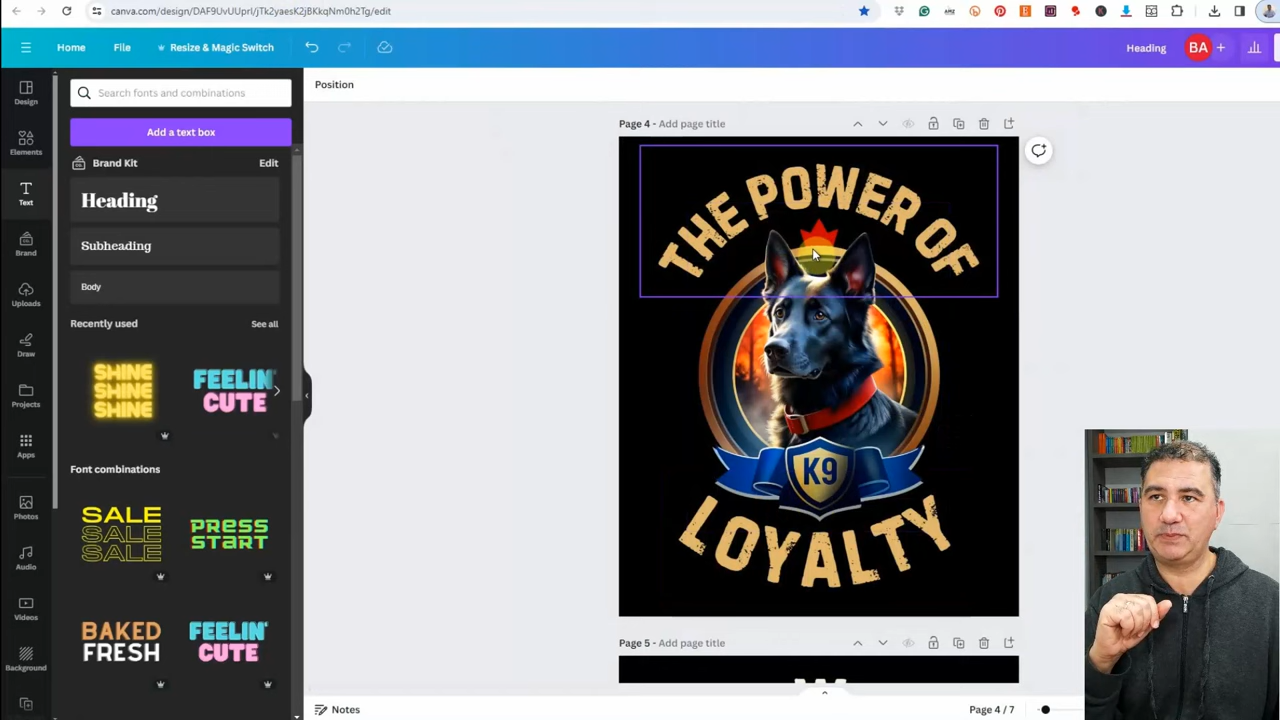 canva.com/design/DAF9UvUUprI/jTk2yaesK2jBKkqNm0h2Tg/edit
Home
File
Resize & Magic Switch
Heading
BA
Design
Elements
Text
Brand
Uploads
Draw
Projects
Apps
Photos
Audio
Videos
Background
Search fonts and combinations
Add a text box
Brand Kit
Edit
Heading
Subheading
Body
Recently used
See all
SHINE
SHINE
SHINE
FEELIN'
CUTE
Font combinations
SALE
SALE
SALE
PRESS
START
BAKED
FRESH
FEELIN'
CUTE
Position
Page 4 - Add page title
THE POWER OF
K9
LOYALTY
Page 5 - Add page title
Notes
Page 4 / 7